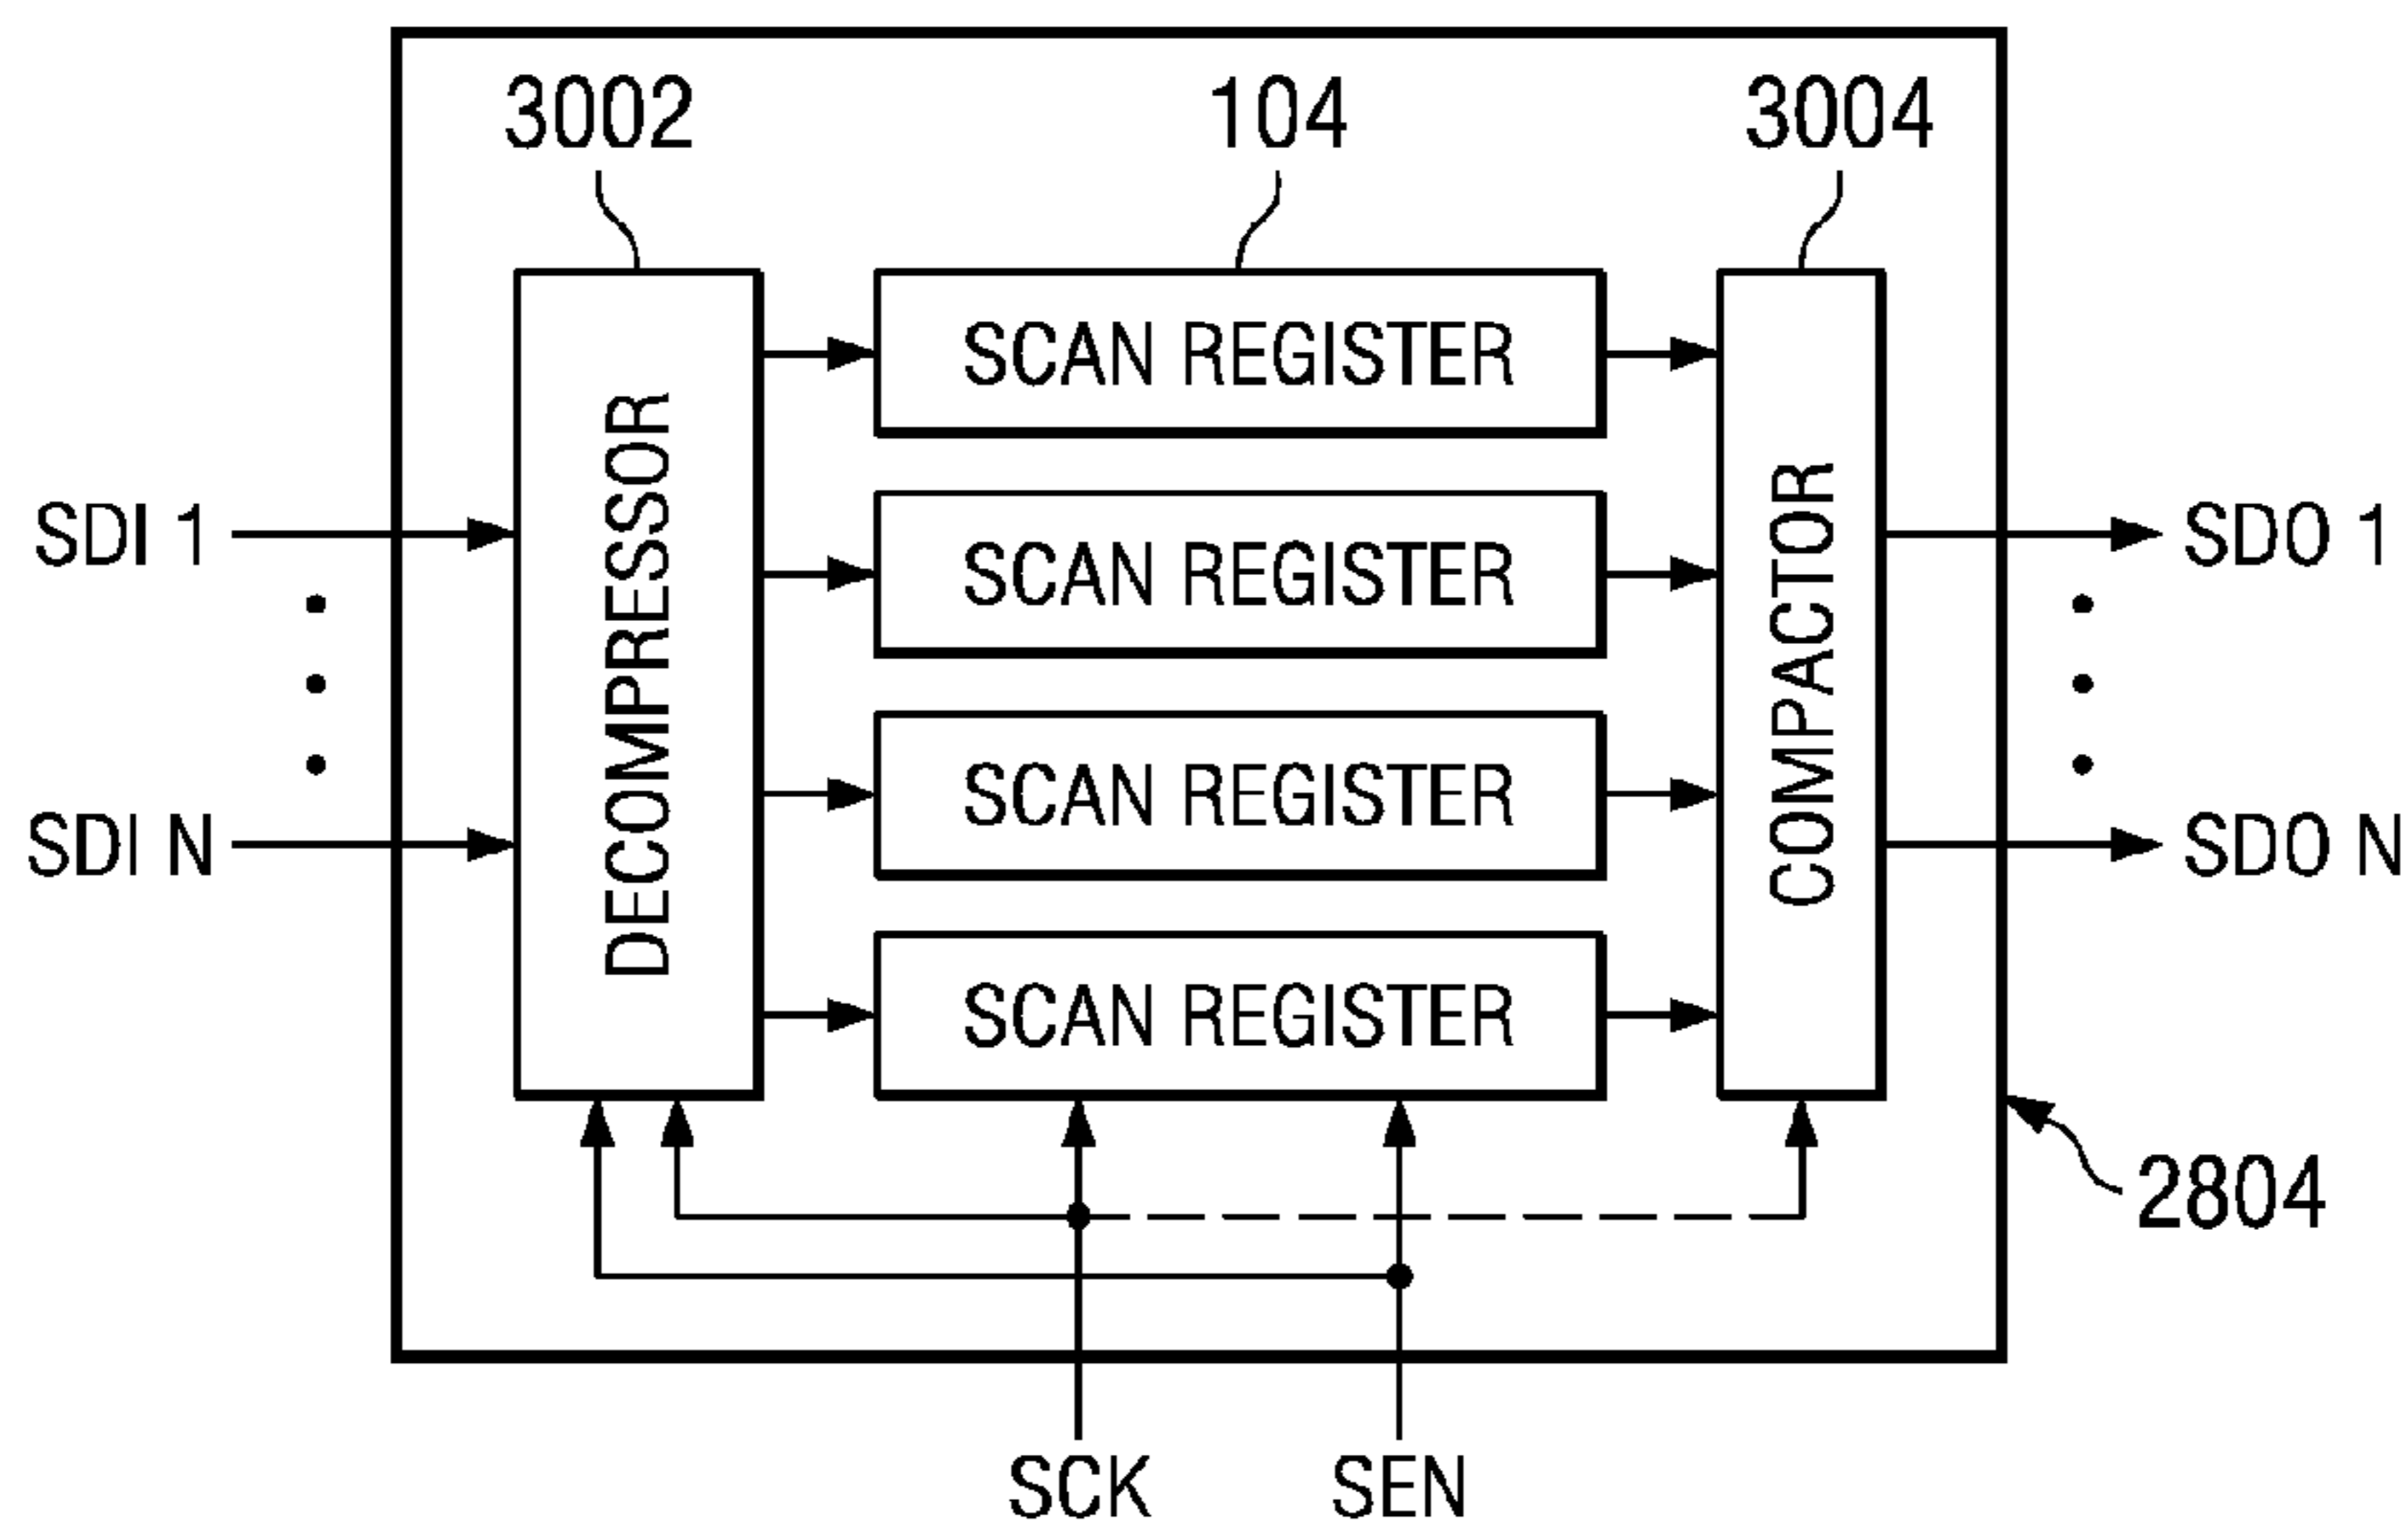 3002
104
3004
SCAN REGISTER
SCAN REGISTER
SCAN REGISTER
SCAN REGISTER
DECOMPRESSOR
COMPACTOR
SDI 1
SDI N
SDO 1
SDO N
2804
SCK
SEN